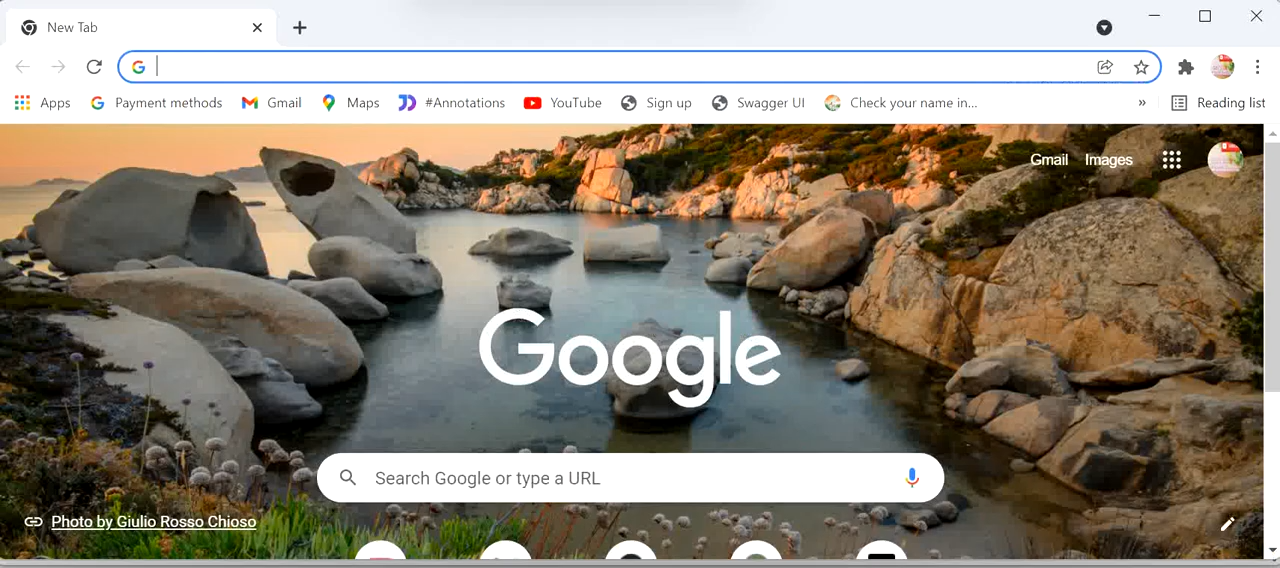 New Tab
Apps Payment methods Gmail Maps #Annotations YouTube Sign up Swagger UI Check your name in... » Reading list
Gmail Images
Google
Search Google or type a URL
Photo by Giulio Rosso Chioso